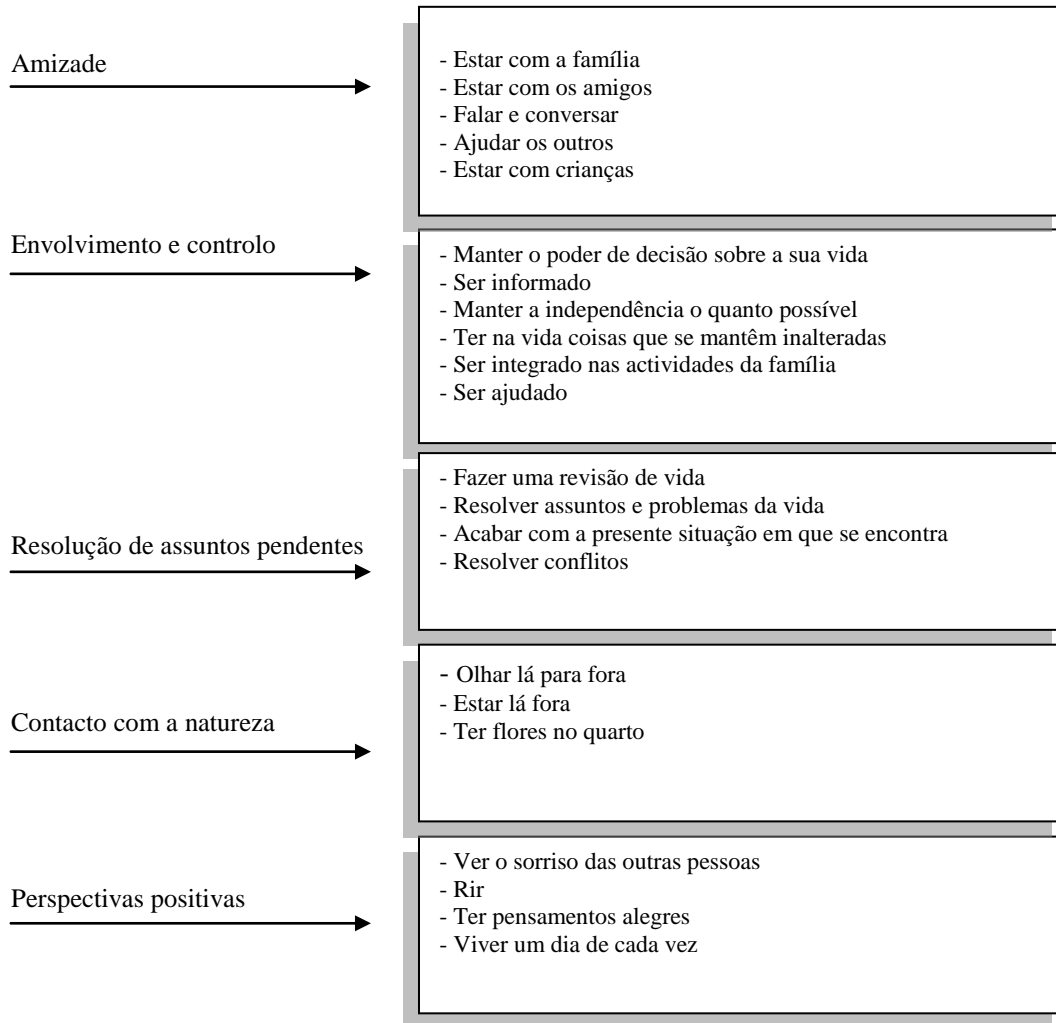 Amizade
- Estar com a família
- Estar com os amigos
- Falar e conversar
- Ajudar os outros
- Estar com crianças
Envolvimento e controlo
- Manter o poder de decisão sobre a sua vida
- Ser informado
- Manter a independência o quanto possível
- Ter na vida coisas que se mantêm inalteradas
- Ser integrado nas actividades da família
- Ser ajudado
Resolução de assuntos pendentes
- Fazer uma revisão de vida
- Resolver assuntos e problemas da vida
- Acabar com a presente situação em que se encontra
- Resolver conflitos
Contacto com a natureza
- Olhar lá para fora
- Estar lá fora
- Ter flores no quarto
Perspectivas positivas
- Ver o sorriso das outras pessoas
- Rir
- Ter pensamentos alegres
- Viver um dia de cada vez